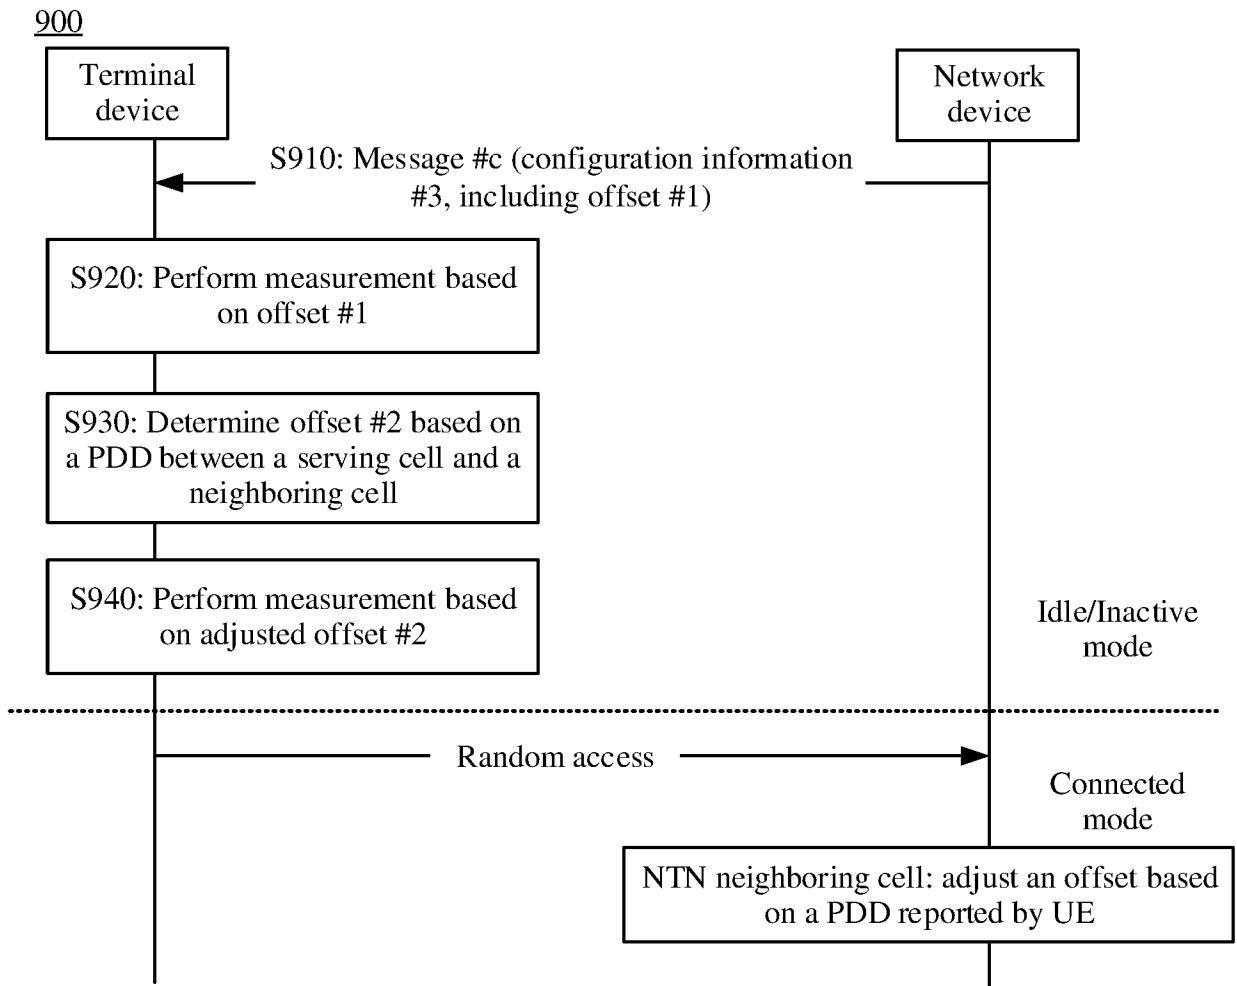 900
Terminal
device
Network
device
S910: Message #c (configuration information
#3, including offset #1)
S920: Perform measurement based
on offset #1
S930: Determine offset #2 based on
a PDD between a serving cell and a
neighboring cell
S940: Perform measurement based
on adjusted offset #2
Idle/Inactive
mode
Random access
Connected
mode
NTN neighboring cell: adjust an offset based
on a PDD reported by UE